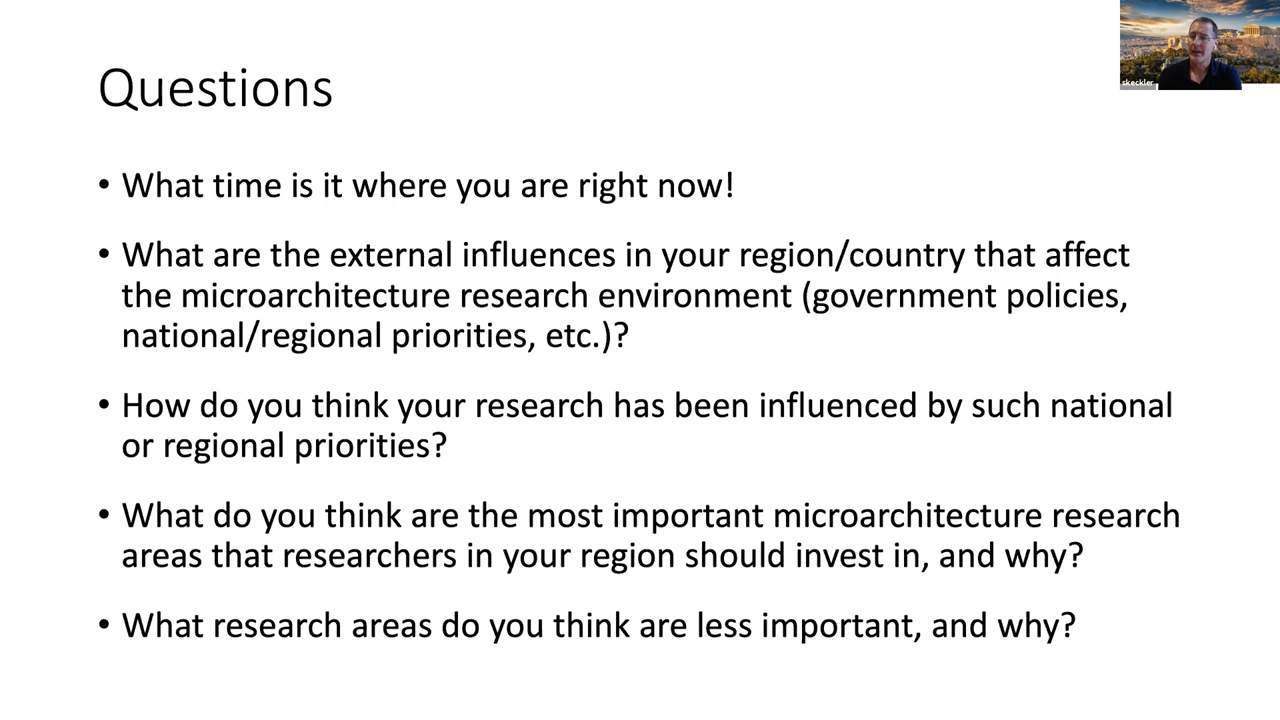 skeckler
Questions
• What time is it where you are right now!
• What are the external influences in your region/country that affect
the microarchitecture research environment (government policies,
national/regional priorities, etc.)?
• How do you think your research has been influenced by such national
or regional priorities?
• What do you think are the most important microarchitecture research
areas that researchers in your region should invest in, and why?
• What research areas do you think are less important, and why?